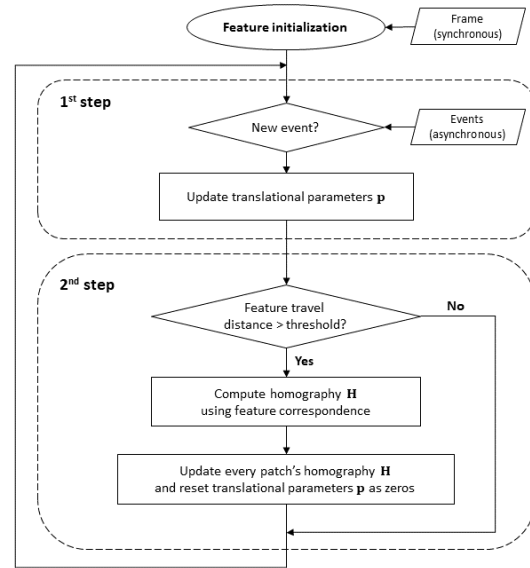 Feature initialization
Frame
(synchronous)
1st step
New event?
Events
(asynchronous)
Update translational parameters p
2nd step
Feature travel
distance > threshold?
No
Yes
Compute homography H
using feature correspondence
Update every patch's homography H
and reset translational parameters p as zeros